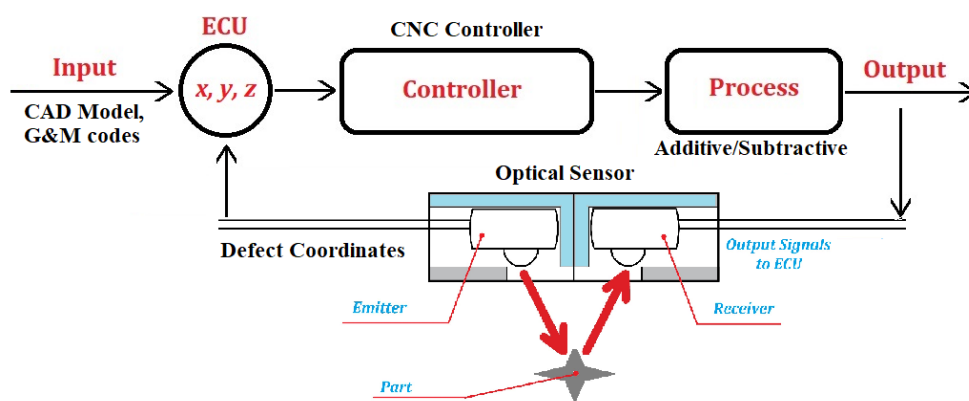 ECU
CNC Controller
Input
x, y, z
Controller
Process
Output
CAD Model,
G&M codes
Additive/Subtractive
Optical Sensor
Defect Coordinates
Output Signals
to ECU
Emitter
Receiver
Part